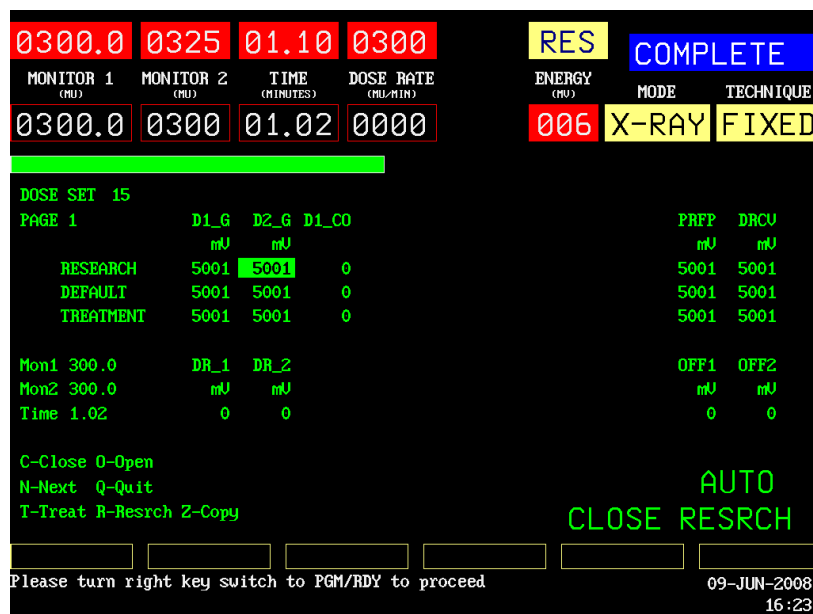 0300.0 0325 01.10 0300 RES COMPLETE
MONITOR 1 MONITOR 2 TIME DOSE RATE ENERGY
(MU) (MU) (MINUTES) (MU/MIN) (MV) MODE TECHNIQUE
0300.0 0300 01.02 0000 006 X-RAY FIXED
DOSE SET 15
PAGE 1 D1_G D2_G D1_CO PRFP DRCV
mV mV mV mV
RESEARCH 5001 5001 0 5001 5001
DEFAULT 5001 5001 0 5001 5001
TREATMENT 5001 5001 0 5001 5001
Mon1 300.0 DR_1 DR_2 OFF1 OFF2
Mon2 300.0 mV mV mV mV
Time 1.02 0 0 0 0
C-Close O-Open
N-Next Q-Quit
T-Treat R-Resrch Z-Copy
AUTO
CLOSE RESRCH
Please turn right key switch to PGM/RDY to proceed 09-JUN-2008
16:23